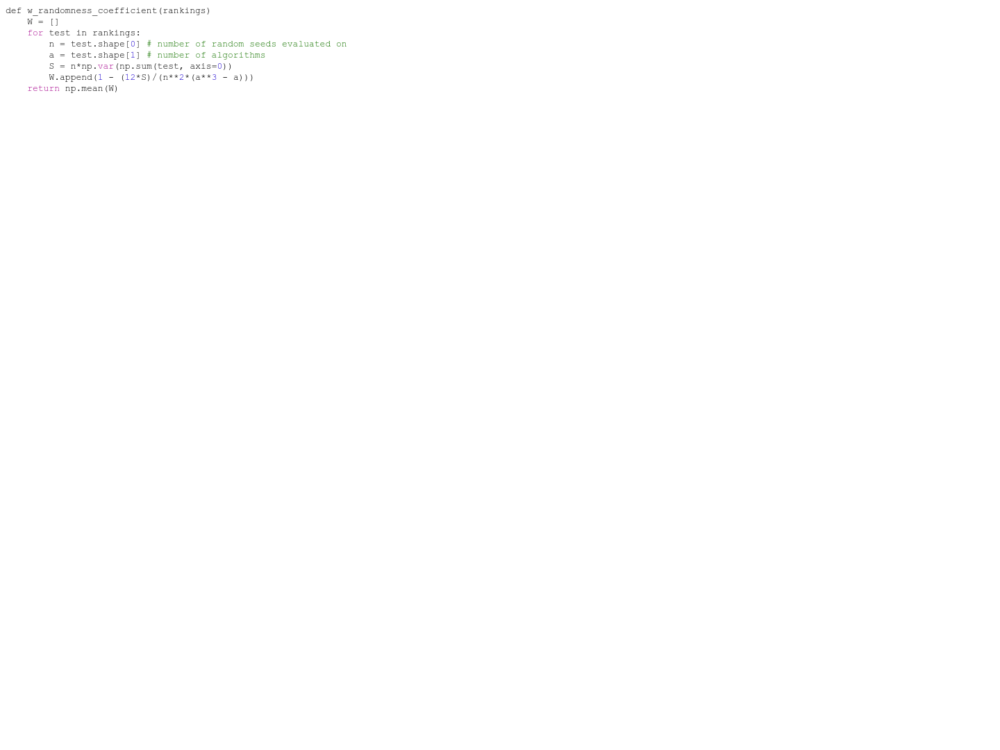 def w_randomness_coefficient(rankings)
    W = []
    for test in rankings:
        n = test.shape[0] # number of random seeds evaluated on
        a = test.shape[1] # number of algorithms
        S = n*np.var(np.sum(test, axis=0))
        W.append(1 - (12*S)/(n**2*(a**3 - a)))
    return np.mean(W)